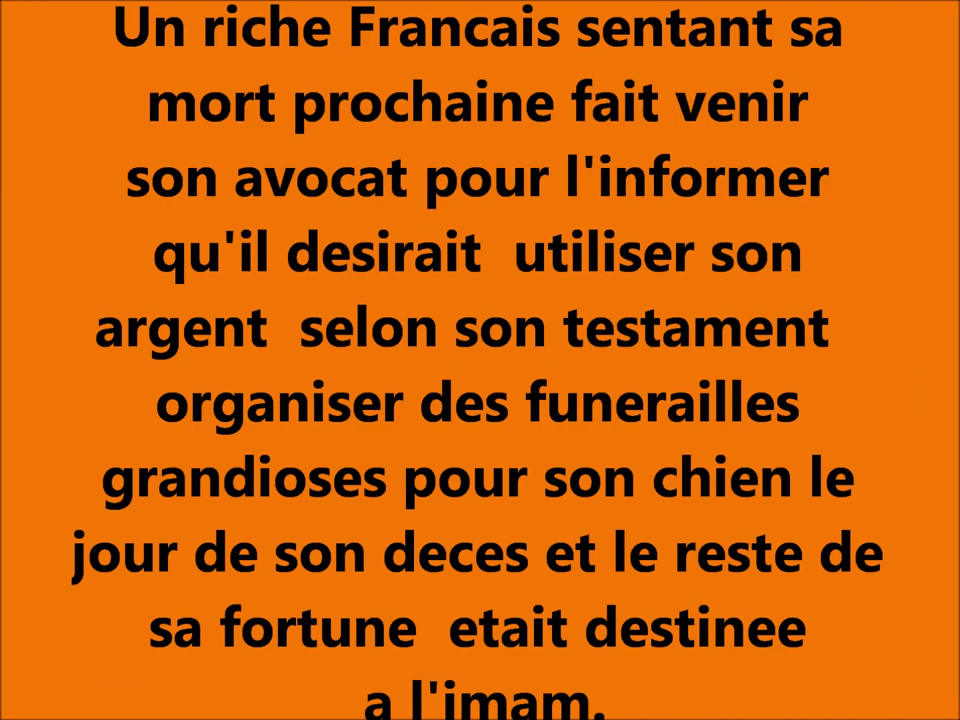 Un riche Francais sentant sa
mort prochaine fait venir
son avocat pour l'informer
qu'il desirait  utiliser son
argent  selon son testament
organiser des funerailles
grandioses pour son chien le
jour de son deces et le reste de
sa fortune  etait destinee
a l'imam.